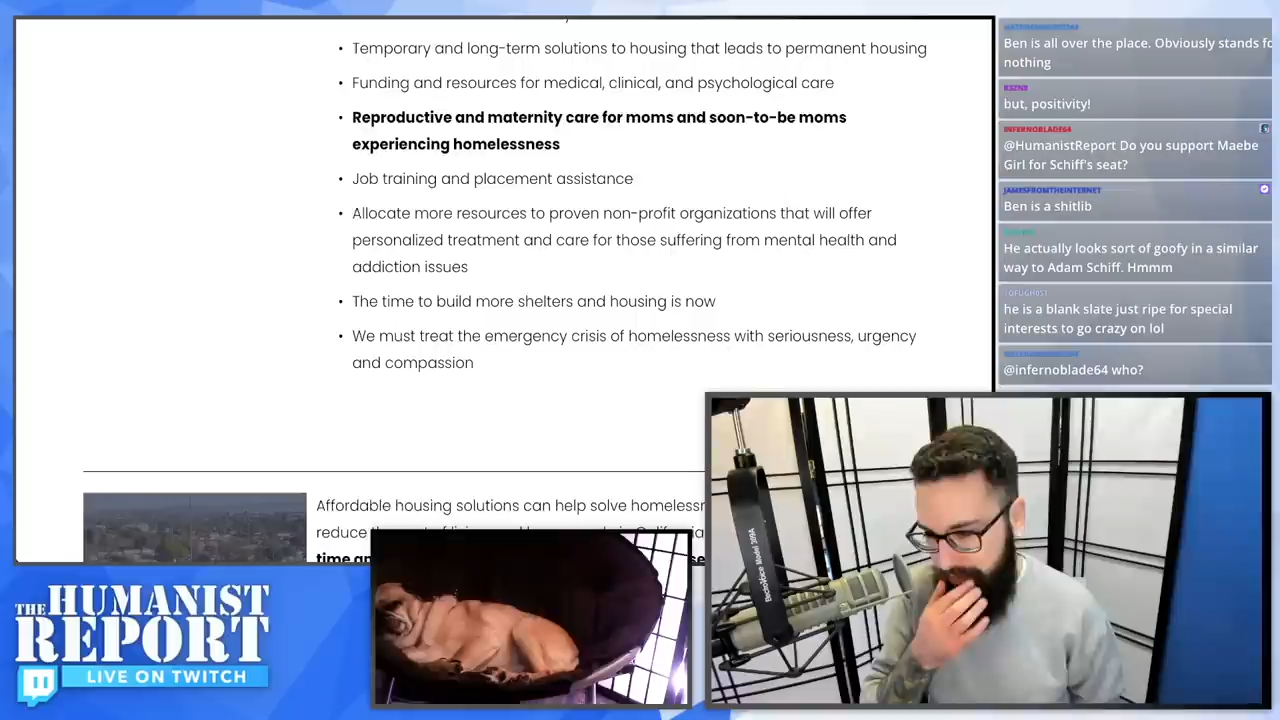 • Temporary and long-term solutions to housing that leads to permanent housing
• Funding and resources for medical, clinical, and psychological care
• Reproductive and maternity care for moms and soon-to-be moms
experiencing homelessness
• Job training and placement assistance
• Allocate more resources to proven non-profit organizations that will offer
personalized treatment and care for those suffering from mental health and
addiction issues
• The time to build more shelters and housing is now
• We must treat the emergency crisis of homelessness with seriousness, urgency
and compassion
Affordable housing solutions can help solve
reduce
time
Ben is all over the place. Obviously stands
nothing
but, positivity!
INFERNOBLADE64
@HumanistReport Do you support Maebe
Girl for Schiff's seat?
JAMESFROMTHEINTERNET
Ben is a shitlib
He actually looks sort of goofy in a similar
way to Adam Schiff. Hmmm
he is a blank slate just ripe for special
interests to go crazy on lol
@infernoblade64 who?
THE HUMANIST
REPORT
LIVE ON TWITCH
ElectroVoice Model 309A